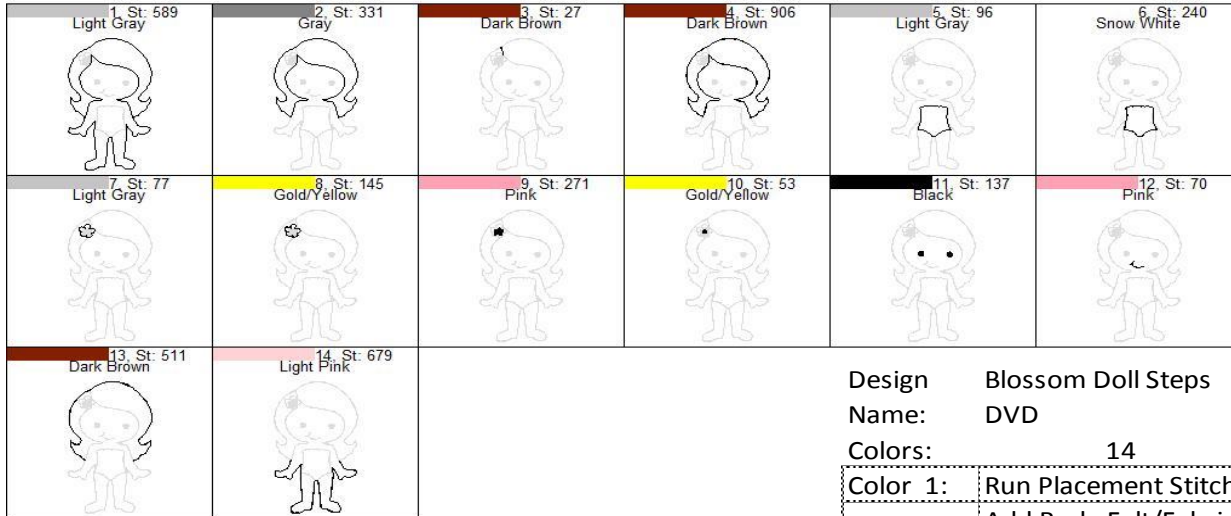 1, St: 589
Light Gray
2, St: 331
Gray
3, St: 27
Dark Brown
4, St: 906
Dark Brown
5, St: 96
Light Gray
6, St: 240
Snow White
7, St: 77
Light Gray
8, St: 145
Gold/Yellow
9, St: 271
Pink
10, St: 53
Gold/Yellow
11, St: 137
Black
12, St: 70
Pink
13, St: 511
Dark Brown
14, St: 679
Light Pink
Design Blossom Doll Steps
Name: DVD
Colors: 14
Color 1: Run Placement Stitch